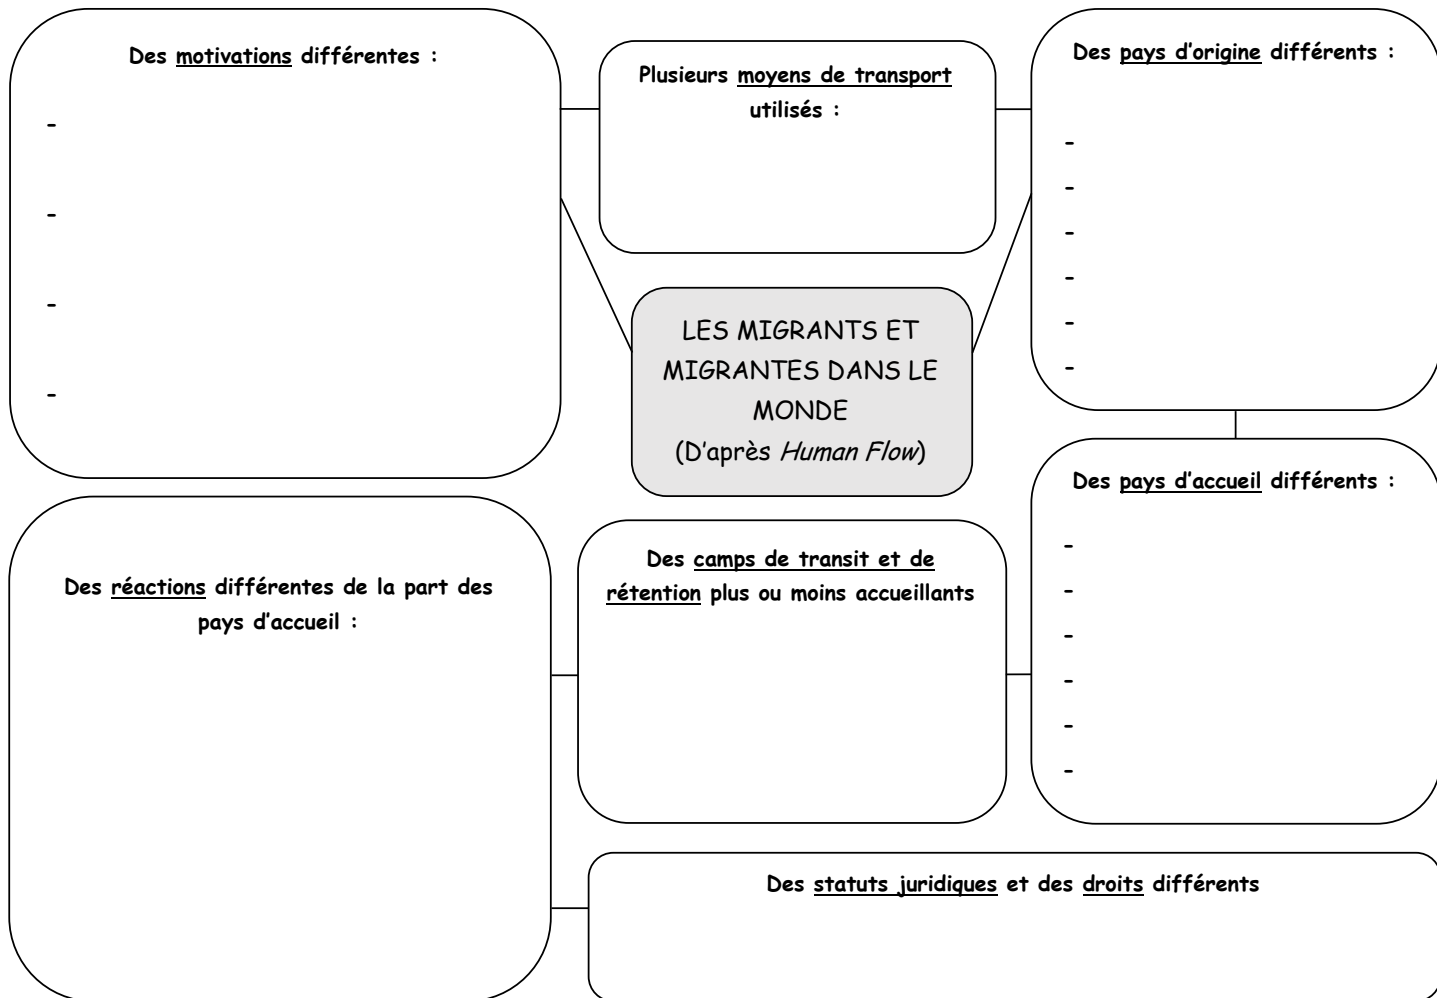 Des motivations différentes :
-
-
-
-
Plusieurs moyens de transport
utilisés :
Des pays d'origine différents :
-
-
-
-
-
-
LES MIGRANTS ET
MIGRANTES DANS LE
MONDE
(D'après Human Flow)
Des réactions différentes de la part des
pays d'accueil :
Des camps de transit et de
rétention plus ou moins accueillants
Des pays d'accueil différents :
-
-
-
-
-
-
Des statuts juridiques et des droits différents